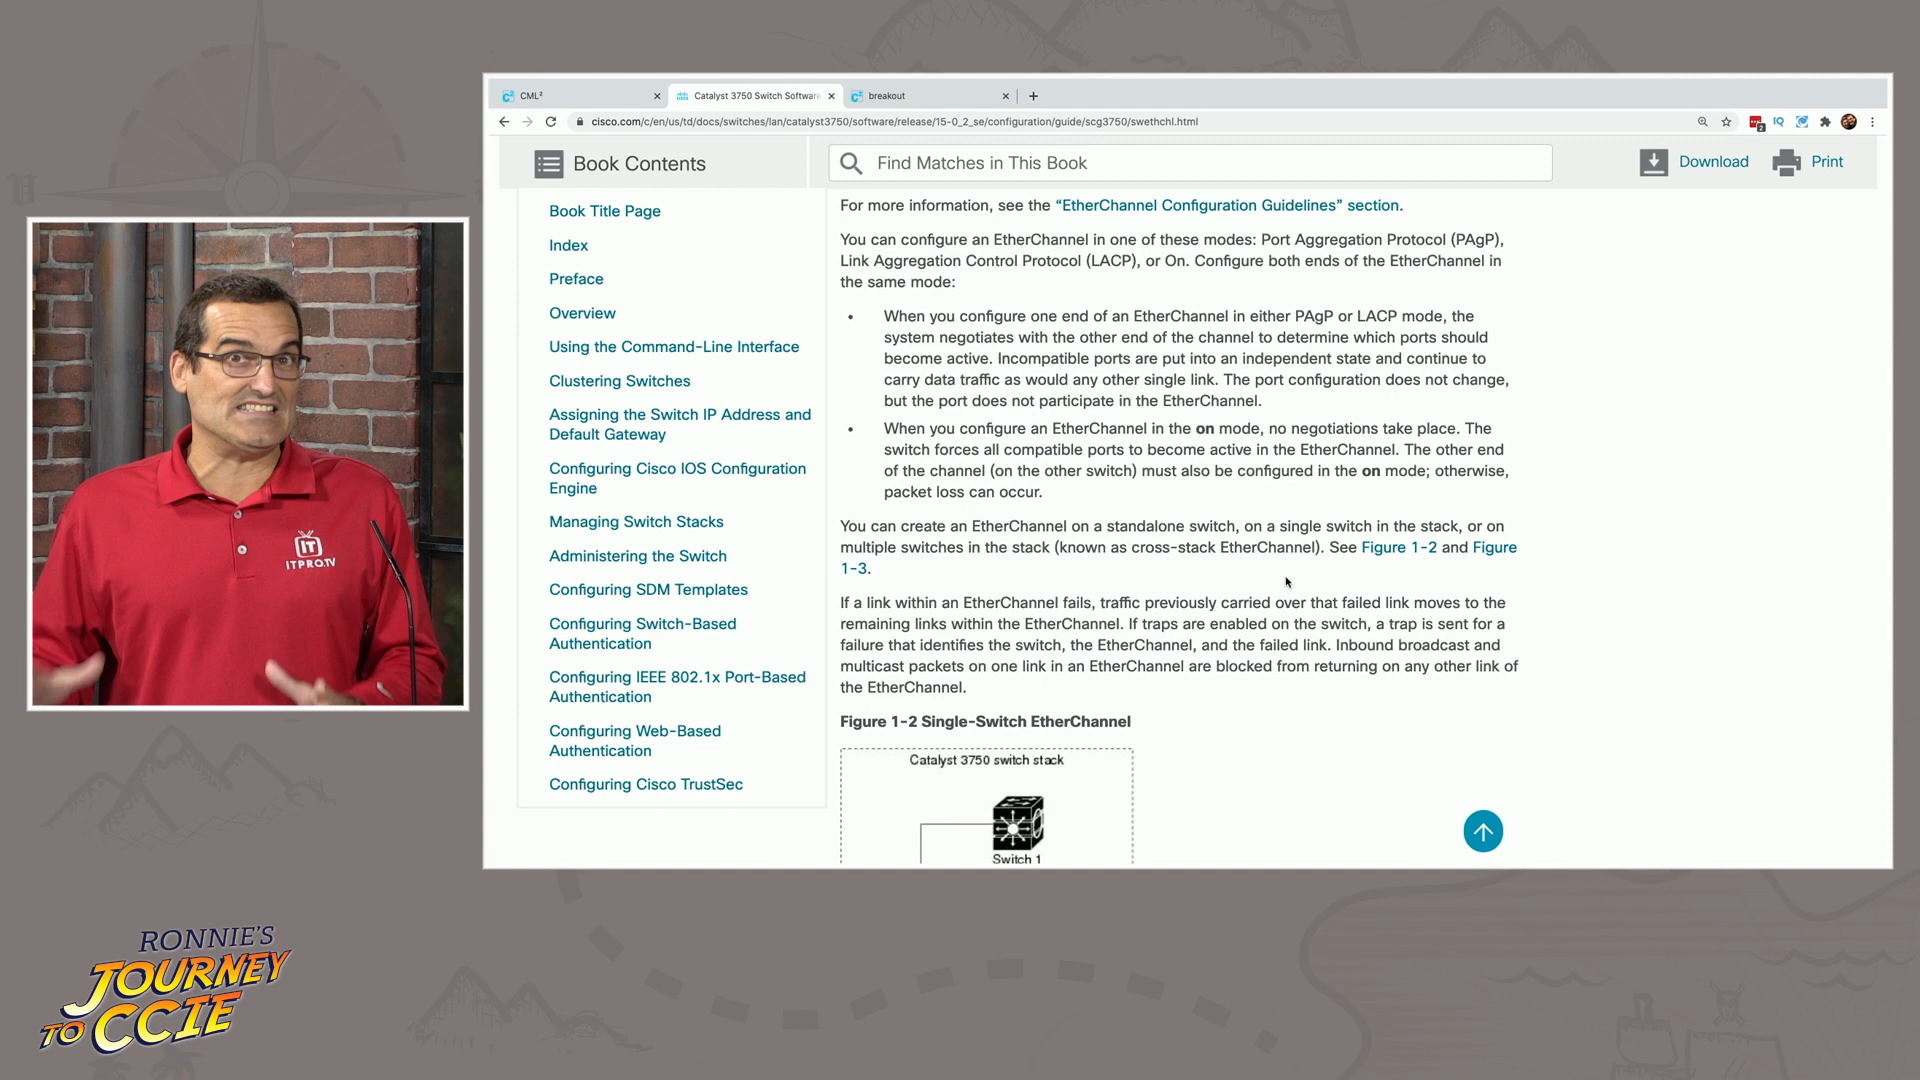 CML²
Catalyst 3750 Switch Software
breakout
cisco.com/c/en/us/td/docs/switches/lan/catalyst3750/software/release/15-0_2_se/configuration/guide/scg3750/swethchl.html
Book Contents
Find Matches in This Book
Download
Print
Book Title Page
Index
Preface
Overview
Using the Command-Line Interface
Clustering Switches
Assigning the Switch IP Address and
Default Gateway
Configuring Cisco IOS Configuration
Engine
Managing Switch Stacks
Administering the Switch
Configuring SDM Templates
Configuring Switch-Based
Authentication
Configuring IEEE 802.1x Port-Based
Authentication
Configuring Web-Based
Authentication
Configuring Cisco TrustSec
For more information, see the “EtherChannel Configuration Guidelines” section.
You can configure an EtherChannel in one of these modes: Port Aggregation Protocol (PAgP),
Link Aggregation Control Protocol (LACP), or On. Configure both ends of the EtherChannel in
the same mode:
• When you configure one end of an EtherChannel in either PAgP or LACP mode, the
system negotiates with the other end of the channel to determine which ports should
become active. Incompatible ports are put into an independent state and continue to
carry data traffic as would any other single link. The port configuration does not change,
but the port does not participate in the EtherChannel.
• When you configure an EtherChannel in the on mode, no negotiations take place. The
switch forces all compatible ports to become active in the EtherChannel. The other end
of the channel (on the other switch) must also be configured in the on mode; otherwise,
packet loss can occur.
You can create an EtherChannel on a standalone switch, on a single switch in the stack, or on
multiple switches in the stack (known as cross-stack EtherChannel). See Figure 1-2 and Figure
1-3.
If a link within an EtherChannel fails, traffic previously carried over that failed link moves to the
remaining links within the EtherChannel. If traps are enabled on the switch, a trap is sent for a
failure that identifies the switch, the EtherChannel, and the failed link. Inbound broadcast and
multicast packets on one link in an EtherChannel are blocked from returning on any other link of
the EtherChannel.
Figure 1-2 Single-Switch EtherChannel
Catalyst 3750 switch stack
Switch 1
IT
ITPRO.TV
RONNIE'S
JOURNEY
TO CCIE